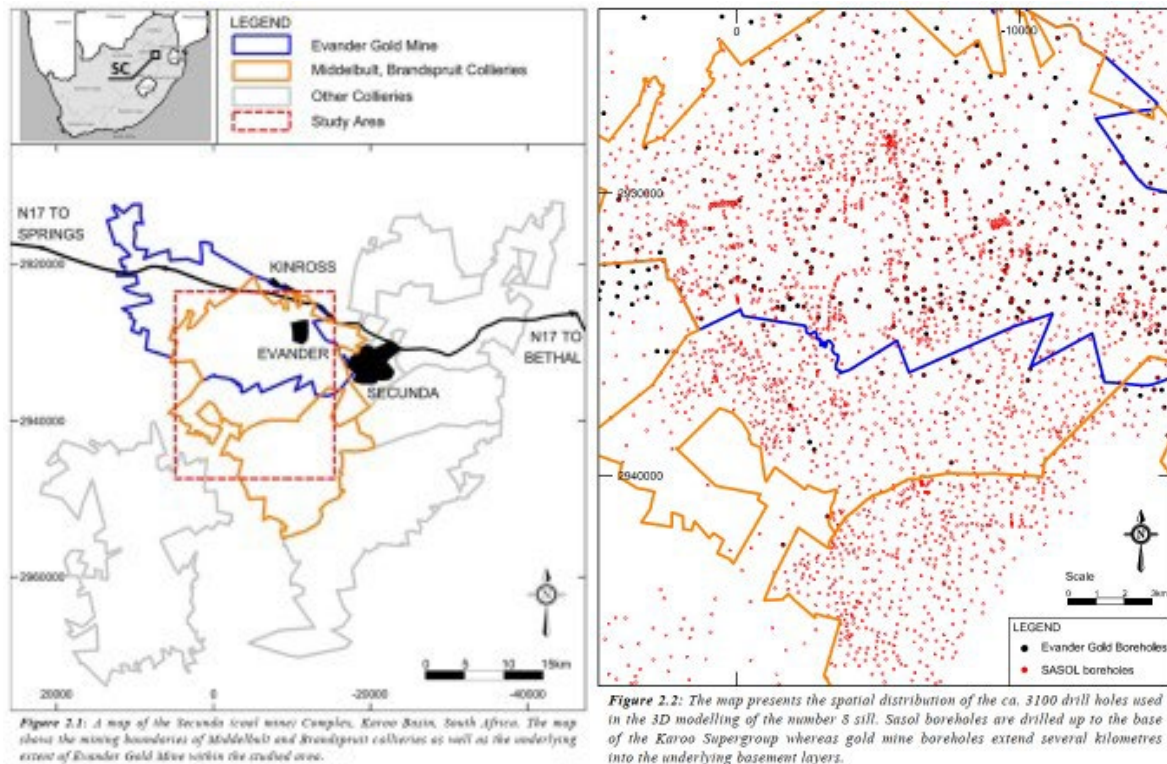 LEGEND
Evander Gold Mine
Middelbult, Brandspruit Collieries
Other Collieries
Study Area
SC
N17 TO
SPRINGS
2920000
KINROSS
EVANDER
N17 TO
BETHAL
SECUNDA
2940000
2960000
N
0 5 10 15km
20000 0 -20000 -40000
Figure 2.1: A map of the Secunda (coal mine) Complex, Karoo Basin, South Africa. The map
shows the mining boundaries of Middelbult and Brandspruit collieries as well as the underlying
extent of Evander Gold Mine within the studied area.
0 -10000
2930000
2940000
N
Scale
0 1 2 3km
LEGEND
Evander Gold Boreholes
SASOL boreholes
Figure 2.2: The map presents the spatial distribution of the ca. 3100 drill holes used
in the 3D modelling of the number 8 sill. Sasol boreholes are drilled up to the base
of the Karoo Supergroup whereas gold mine boreholes extend several kilometres
into the underlying basement layers.